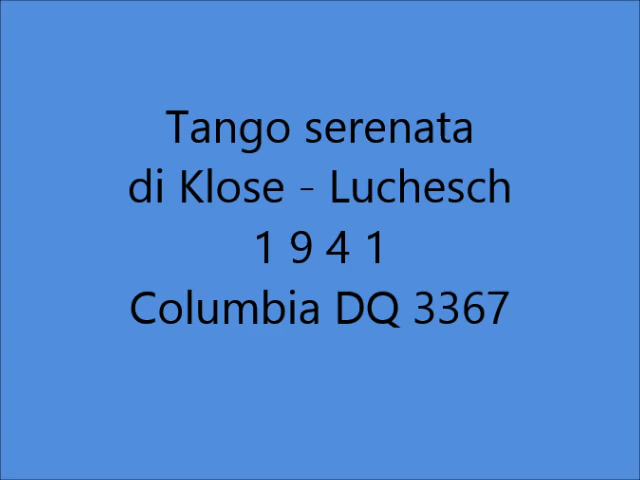 Tango serenata
di Klose - Luchesch
1 9 4 1
Columbia DQ 3367